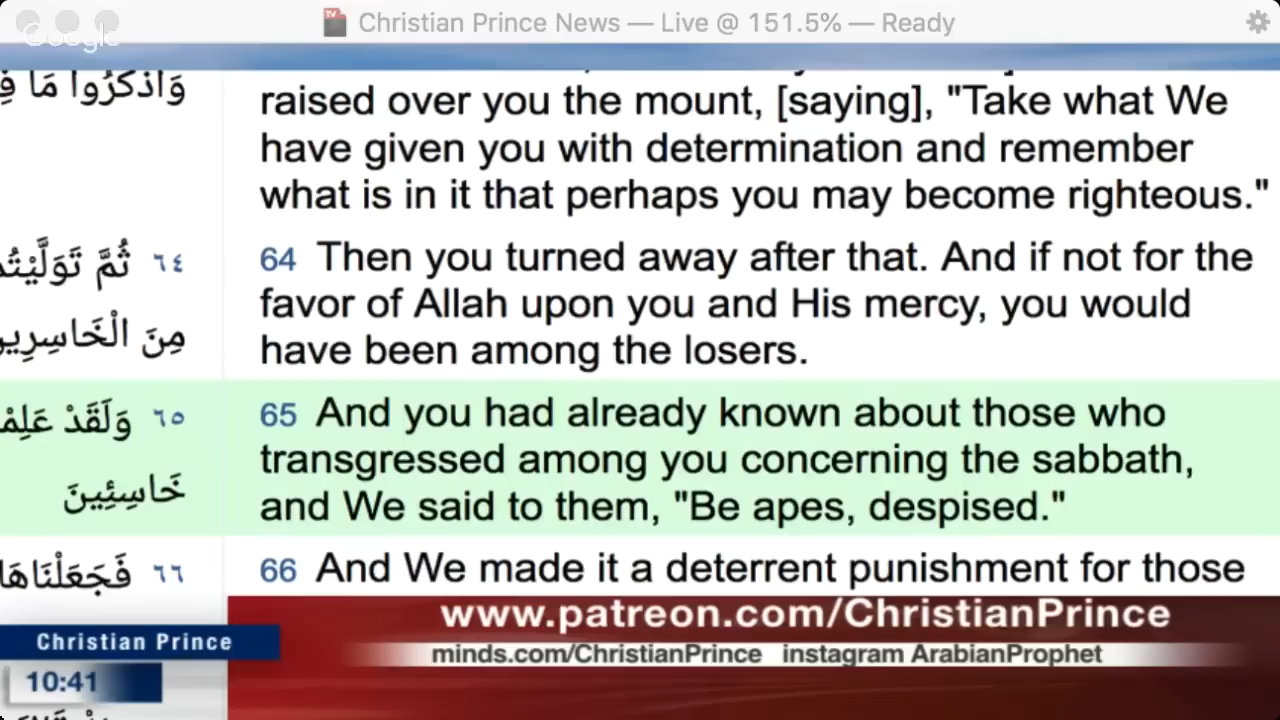 Christian Prince News — Live @ 151.5% — Ready
Google
وَاذْكُرُوا مَا
raised over you the mount, [saying], "Take what We
have given you with determination and remember
what is in it that perhaps you may become righteous."
٦٤ ثُمَّ
64 Then you turned away after that. And if not for the
favor of Allah upon you and His mercy, you would
have been among the losers.
مِنَ
٦٥ وَلَقَدْ
خَاسِئِينَ
65 And you had already known about those who
transgressed among you concerning the sabbath,
and We said to them, "Be apes, despised."
٦٦ فَجَعَلْنَاهَا
66 And We made it a deterrent punishment for those
www.patreon.com/ChristianPrince
minds.com/ChristianPrince instagram ArabianProphet
Christian Prince
10:41